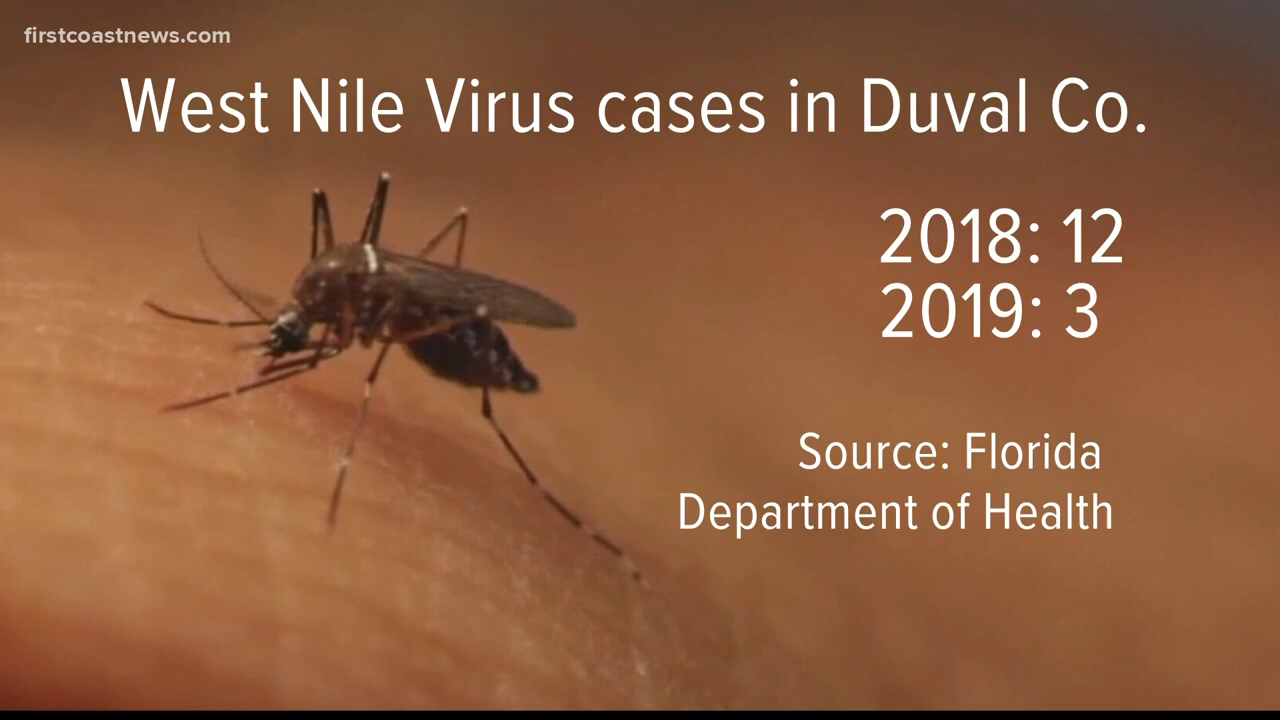 firstcoastnews.com
West Nile Virus cases in Duval Co.
2018: 12
2019: 3
Source: Florida
Department of Health